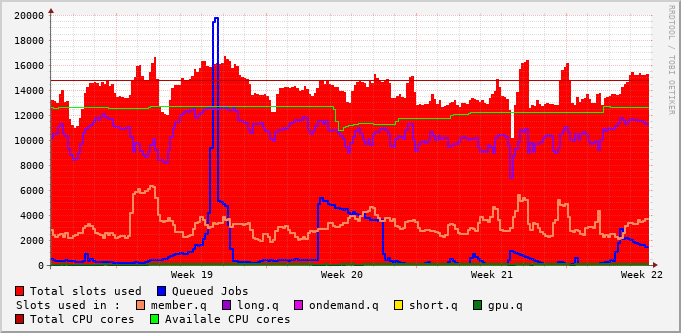 20000
18000
16000
14000
12000
10000
8000
6000
4000
2000
0
Week 19 Week 20 Week 21 Week 22
Total slots used Queued Jobs
Slots used in : member.q long.q ondemand.q short.q gpu.q
Total CPU cores Availale CPU cores
RRDTOOL / TOBI OETIKER